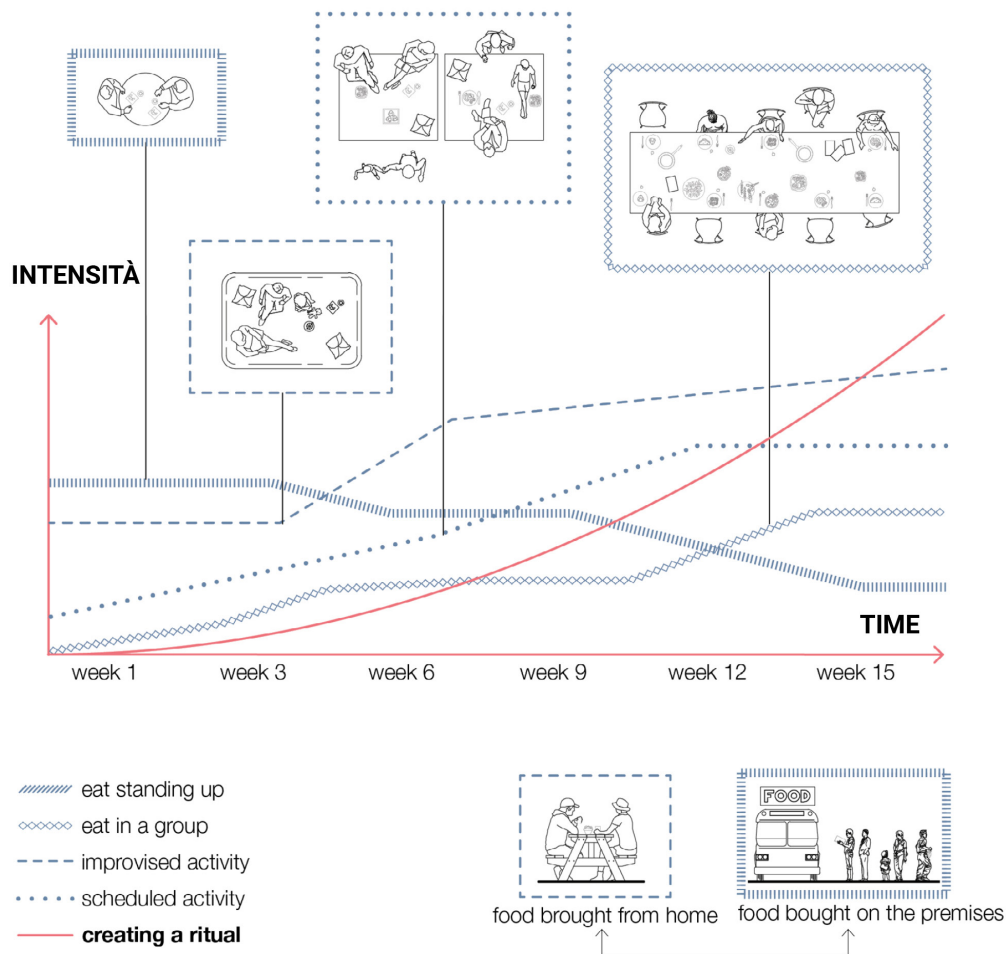 INTENSITÀ
TIME
week 1
week 3
week 6
week 9
week 12
week 15
eat standing up
eat in a group
improvised activity
scheduled activity
creating a ritual
FOOD
food brought from home
food bought on the premises